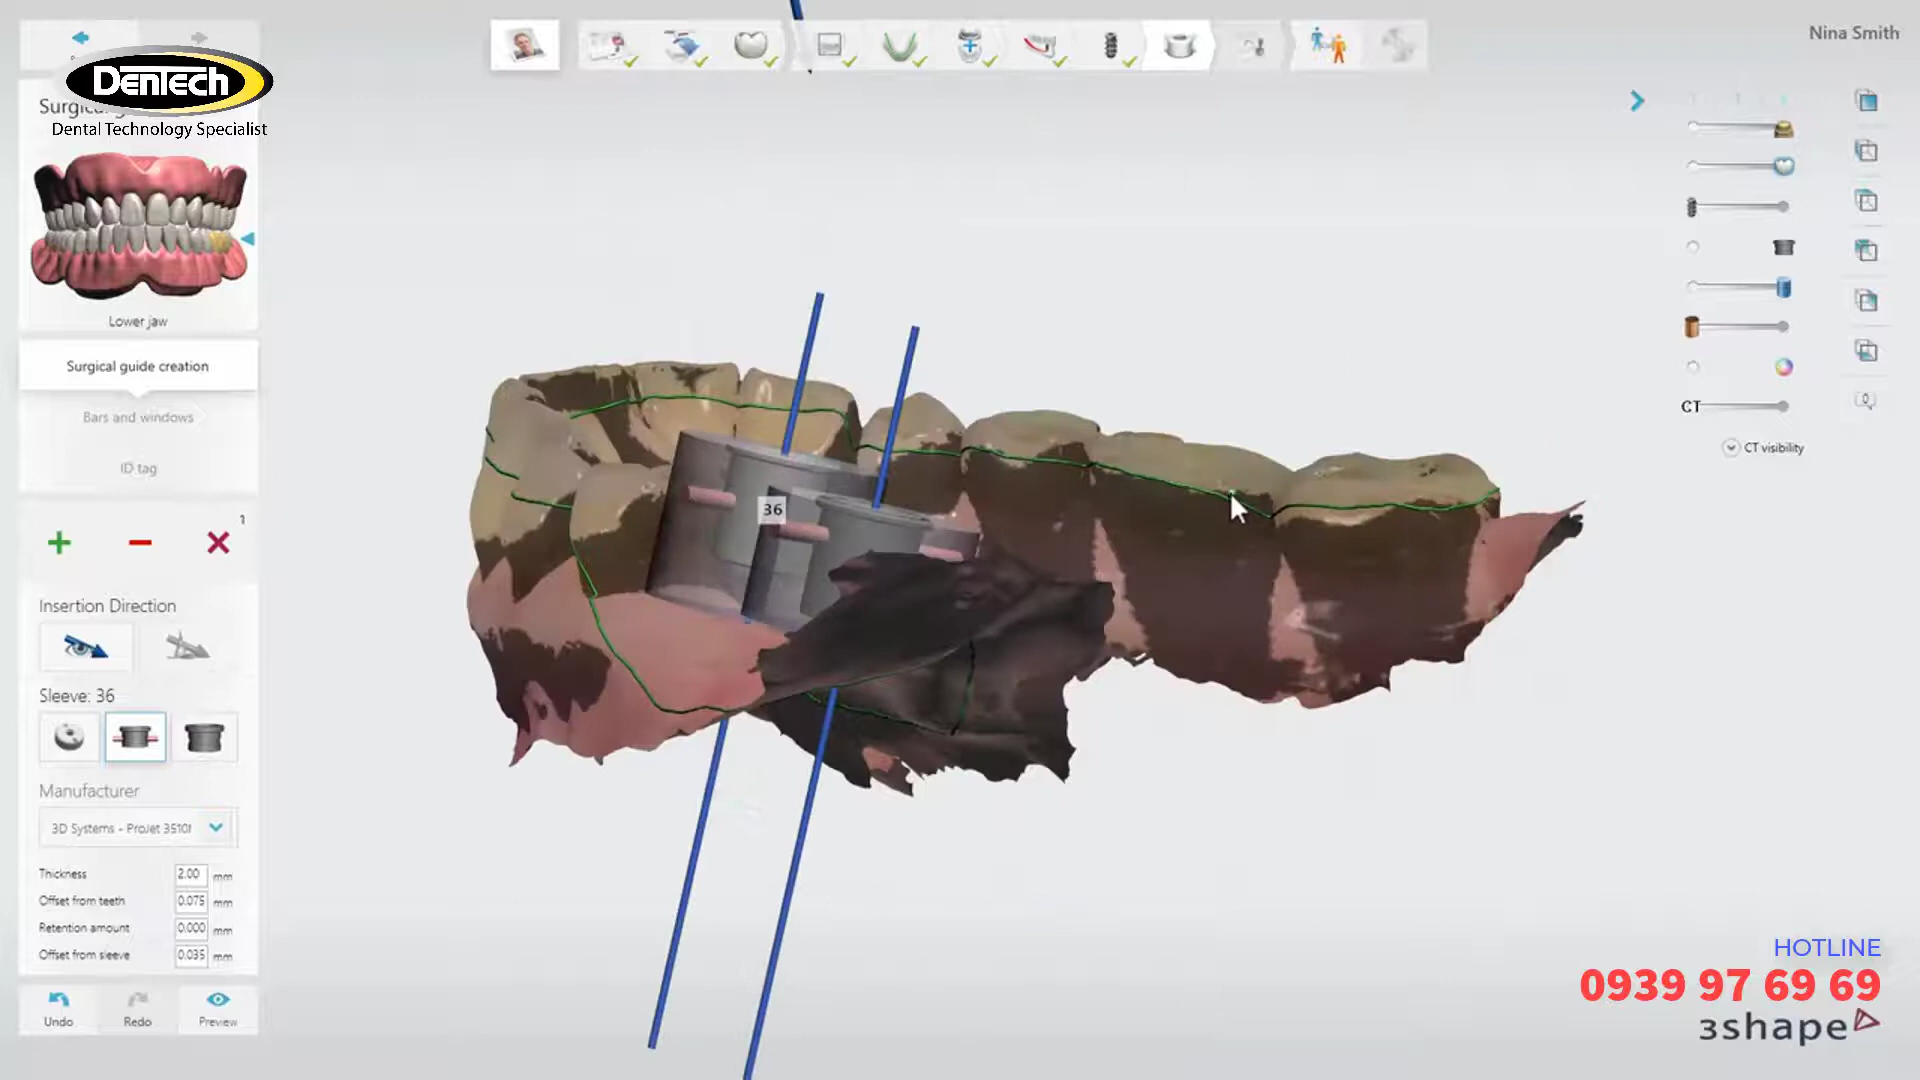 Nina Smith
DENTECH
Surgic
Dental Technology Specialist
Lower jaw
Surgical guide creation
Bars and windows
ID tag
1
Insertion Direction
Sleeve: 36
Manufacturer
3D Systems - ProJet 3510
Thickness 2.00 mm
Offset from teeth 0.075 mm
Retention amount 0.000 mm
Offset from sleeve 0.035 mm
Undo Redo Preview
36
CT
CT visibility
HOTLINE
0939 97 69 69
3shape